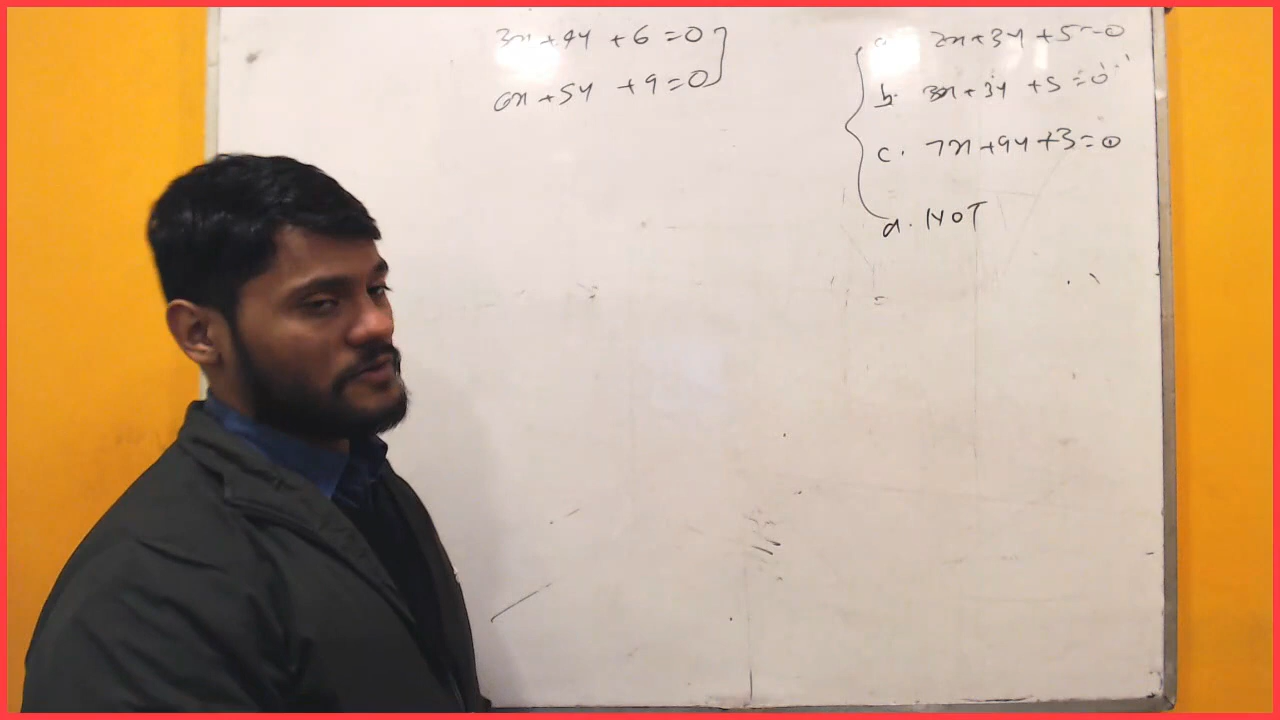 3x+4y +6=0
6x+5y +9=0
a. 2x+3y +5=0
b. 3x+3y +5=0
c. 7x+9y+3=0
d. NOT